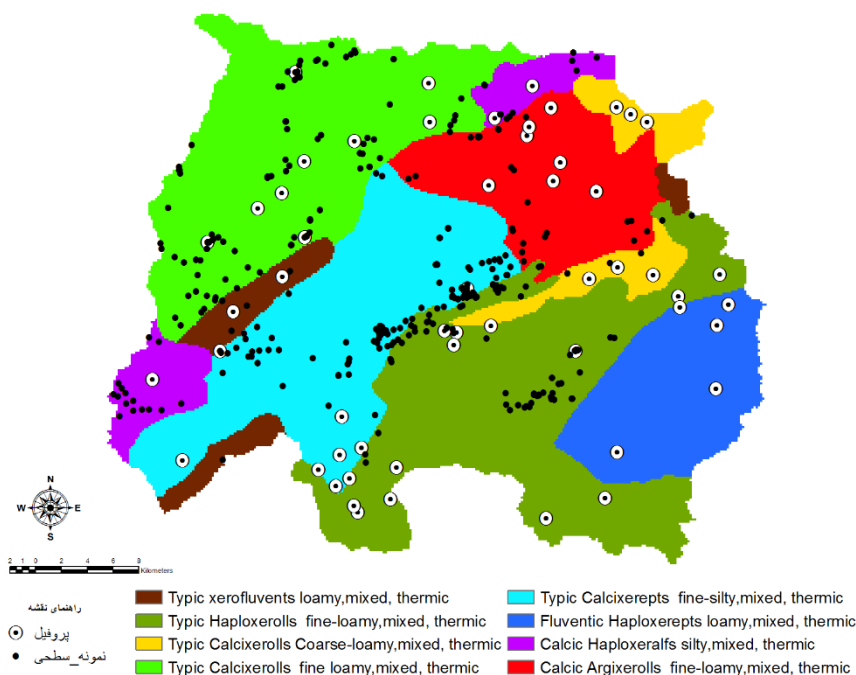 N
W E
S
2 1 0 2 4 6 8
Kilometers
راهنمای نقشه
پروفیل
نمونه_سطحی
Typic xerofluvents loamy,mixed, thermic
Typic Haploxerolls fine-loamy,mixed, thermic
Typic Calcixerolls Coarse-loamy,mixed, thermic
Typic Calcixerolls fine loamy,mixed, thermic
Typic Calcixerepts fine-silty,mixed, thermic
Fluventic Haploxerepts loamy,mixed, thermic
Calcic Haploxeralfs silty,mixed, thermic
Calcic Argixerolls fine-loamy,mixed, thermic